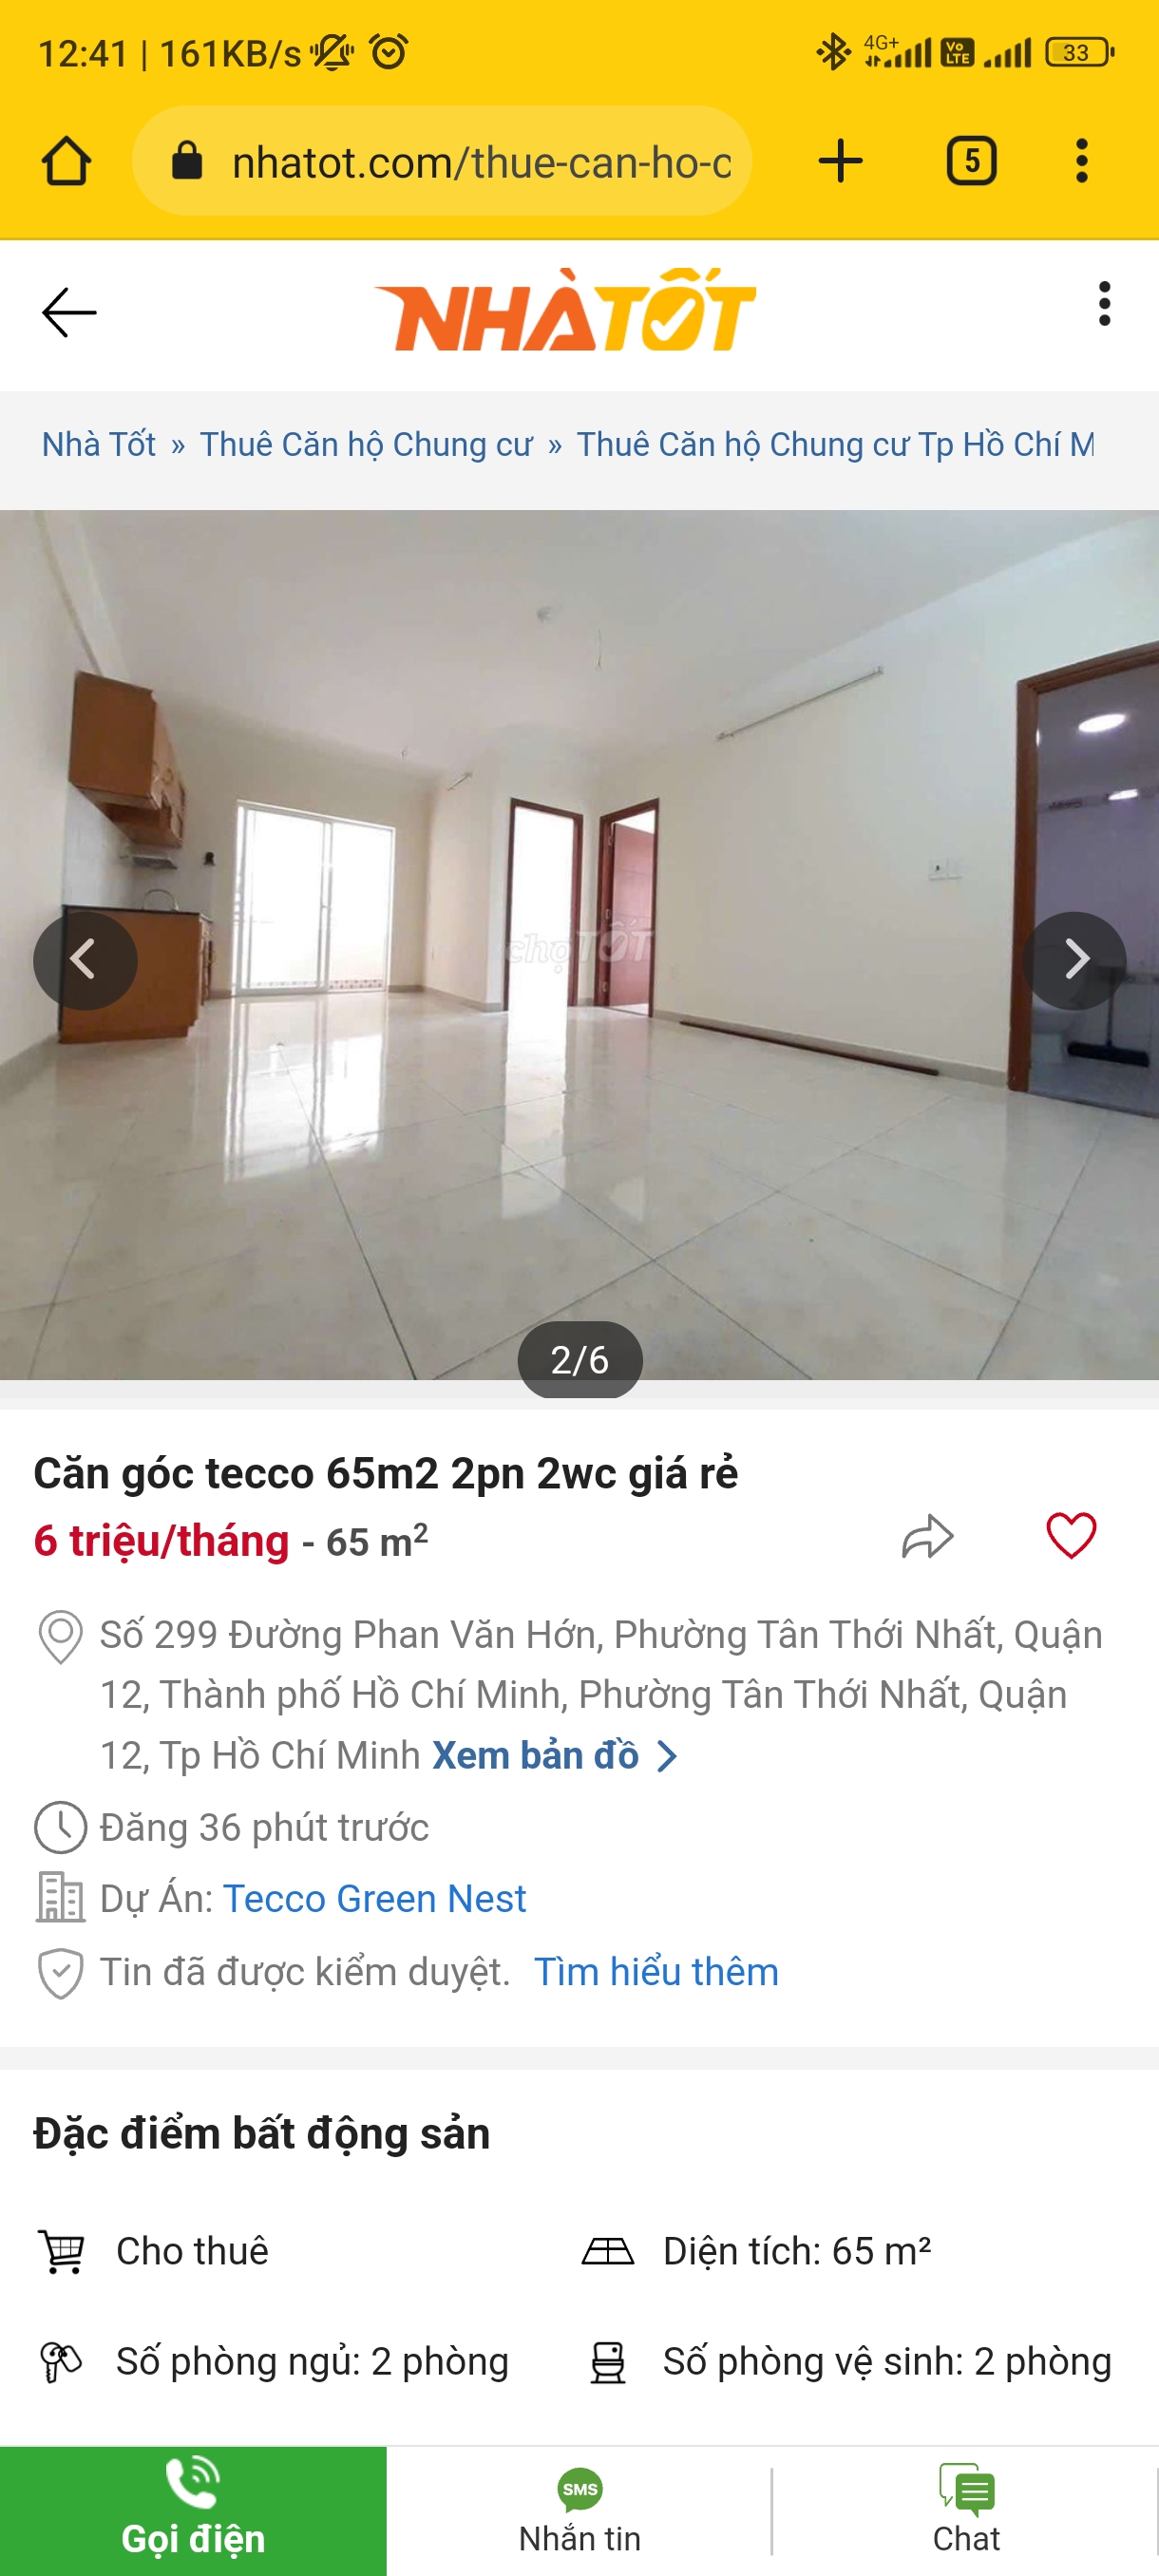 12:41 | 161KB/s
4G+
Vo LTE
33
nhatot.com/thue-can-ho-c
5
NHÀTỐT
Nhà Tốt » Thuê Căn hộ Chung cư » Thuê Căn hộ Chung cư Tp Hồ Chí M
chợTỐT
2/6
Căn góc tecco 65m2 2pn 2wc giá rẻ
6 triệu/tháng - 65 m²
Số 299 Đường Phan Văn Hớn, Phường Tân Thới Nhất, Quận
12, Thành phố Hồ Chí Minh, Phường Tân Thới Nhất, Quận
12, Tp Hồ Chí Minh Xem bản đồ
Đăng 36 phút trước
Dự Án: Tecco Green Nest
Tin đã được kiểm duyệt. Tìm hiểu thêm
Đặc điểm bất động sản
Cho thuê
Diện tích: 65 m²
Số phòng ngủ: 2 phòng
Số phòng vệ sinh: 2 phòng
Gọi điện
SMS
Nhắn tin
Chat